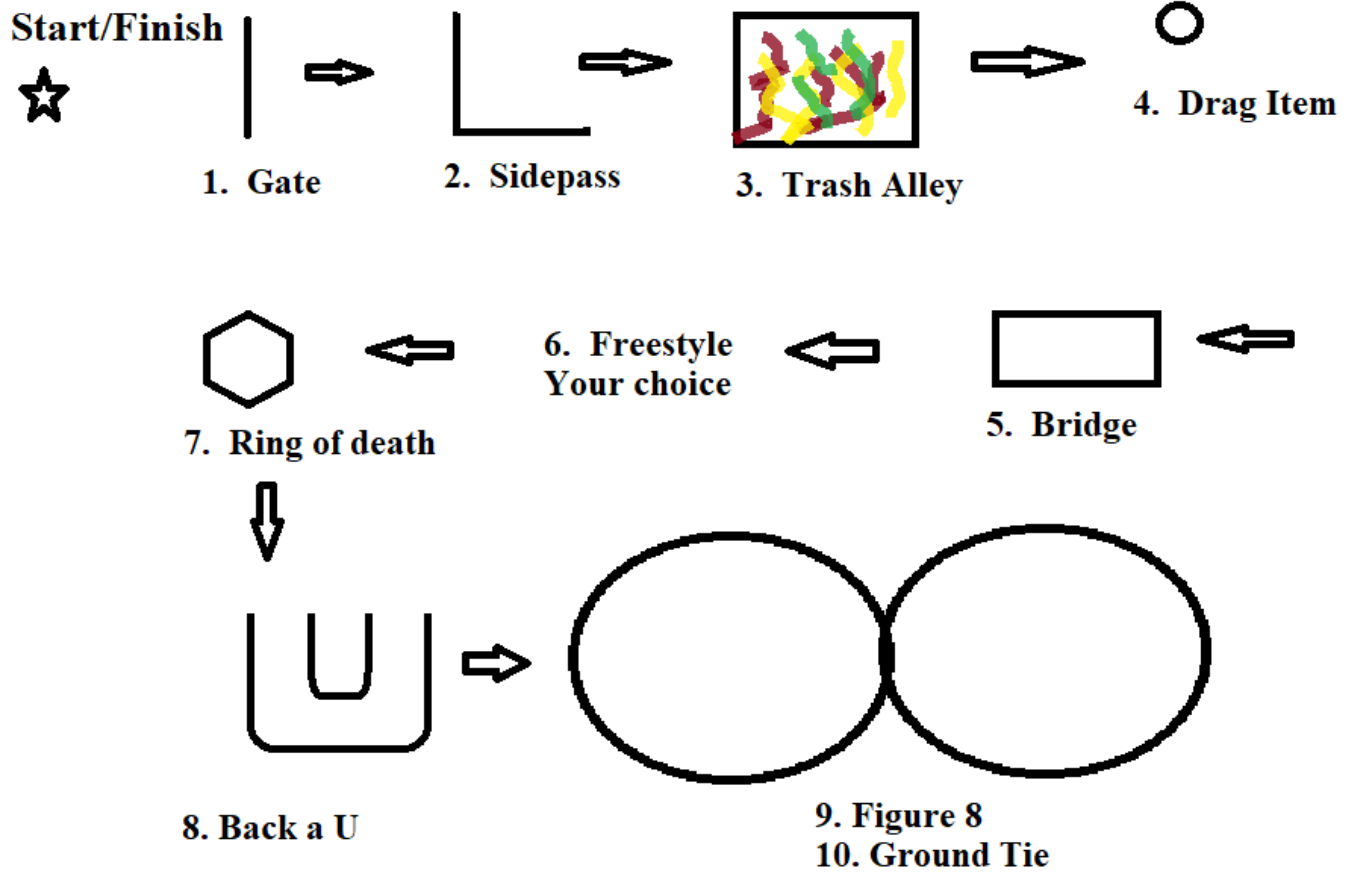 Start/Finish
1. Gate
2. Sidepass
3. Trash Alley
4. Drag Item
5. Bridge
6. Freestyle
Your choice
7. Ring of death
8. Back a U
9. Figure 8
10. Ground Tie